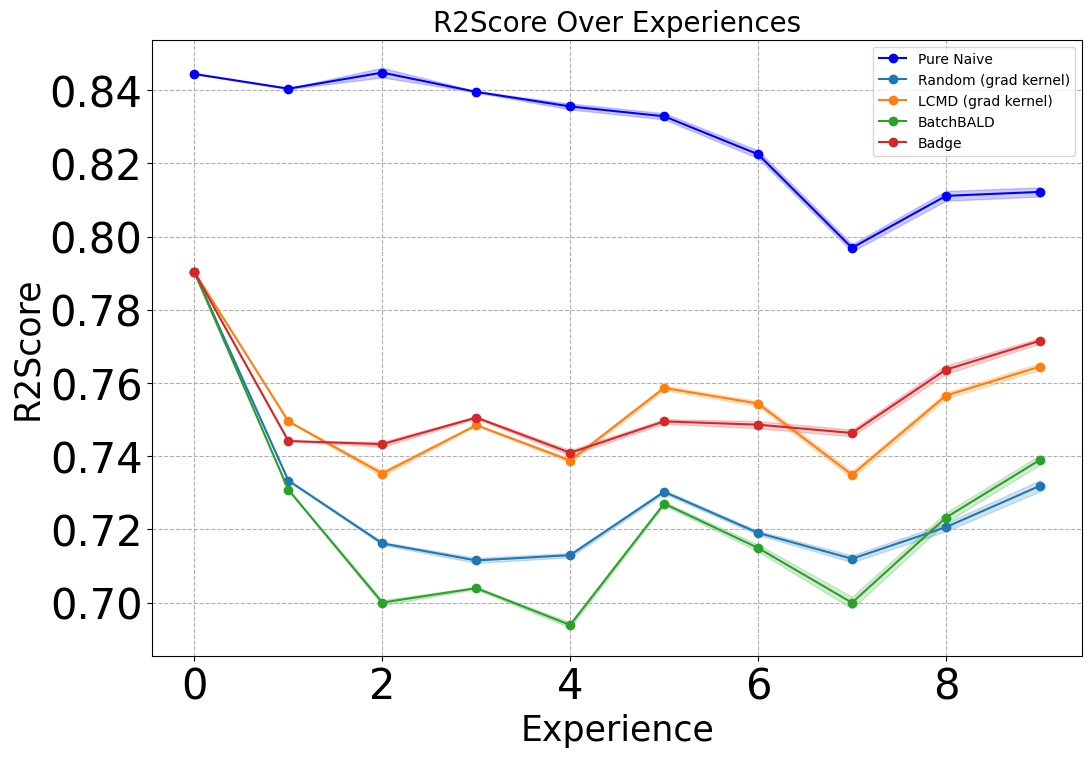 R2Score Over Experiences
Pure Naive
Random (grad kernel)
LCMD (grad kernel)
BatchBALD
Badge
R2Score
0.84
0.82
0.80
0.78
0.76
0.74
0.72
0.70
0 2 4 6 8
Experience